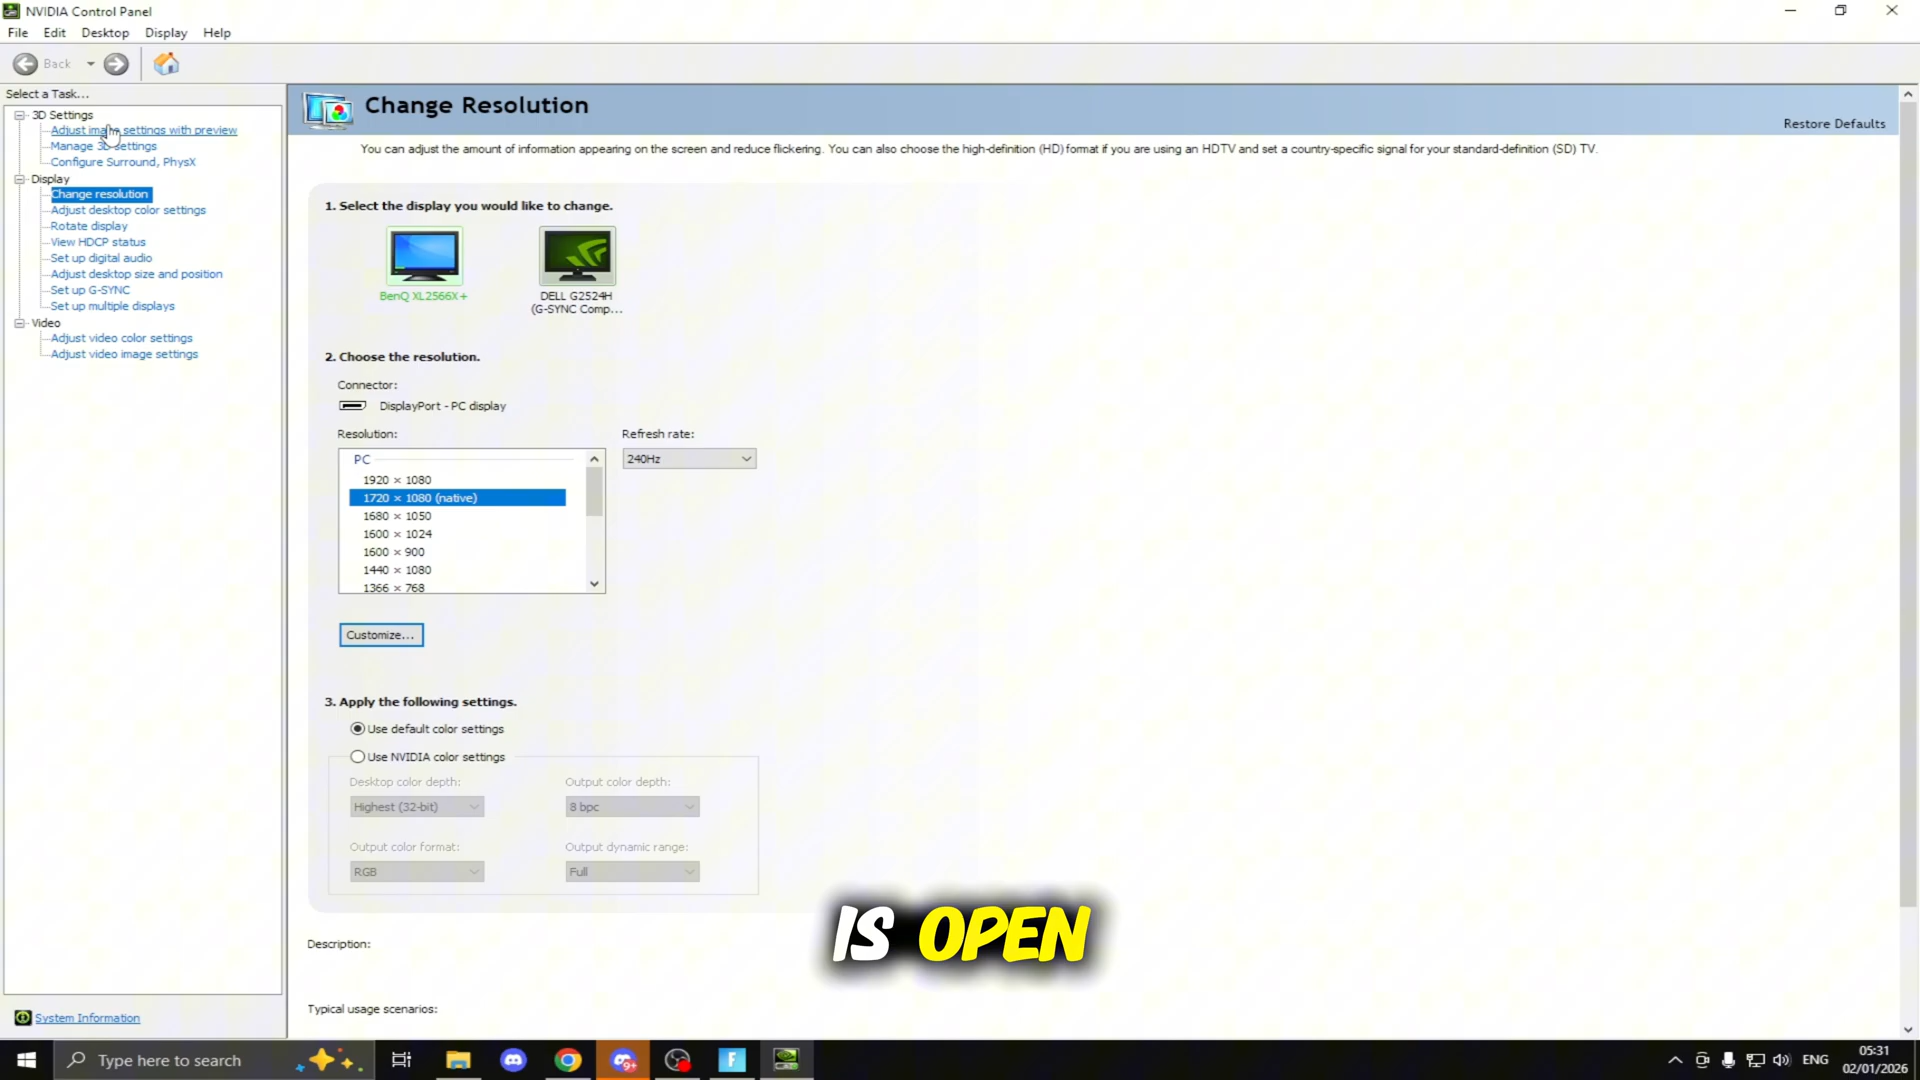 NVIDIA Control Panel
File Edit Desktop Display Help
Back
Select a Task...
3D Settings
Adjust image settings with preview
Manage 3D settings
Configure Surround, PhysX
Display
Change resolution
Adjust desktop color settings
Rotate display
View HDCP status
Set up digital audio
Adjust desktop size and position
Set up G-SYNC
Set up multiple displays
Video
Adjust video color settings
Adjust video image settings
System Information
Change Resolution
Restore Defaults
You can adjust the amount of information appearing on the screen and reduce flickering. You can also choose the high-definition (HD) format if you are using an HDTV and set a country-specific signal for your standard-definition (SD) TV.
1. Select the display you would like to change.
BenQ XL2566X+
DELL G2524H
(G-SYNC Comp...
2. Choose the resolution.
Connector:
DisplayPort - PC display
Resolution:
Refresh rate:
PC
240Hz
1920 × 1080
1720 × 1080 (native)
1680 × 1050
1600 × 1024
1600 × 900
1440 × 1080
1366 × 768
Customize...
3. Apply the following settings.
Use default color settings
Use NVIDIA color settings
Desktop color depth:
Output color depth:
Highest (32-bit)
8 bpc
Output color format:
Output dynamic range:
RGB
Full
IS OPEN
Description:
Typical usage scenarios:
Type here to search
9+
F
ENG
05:31
02/01/2026